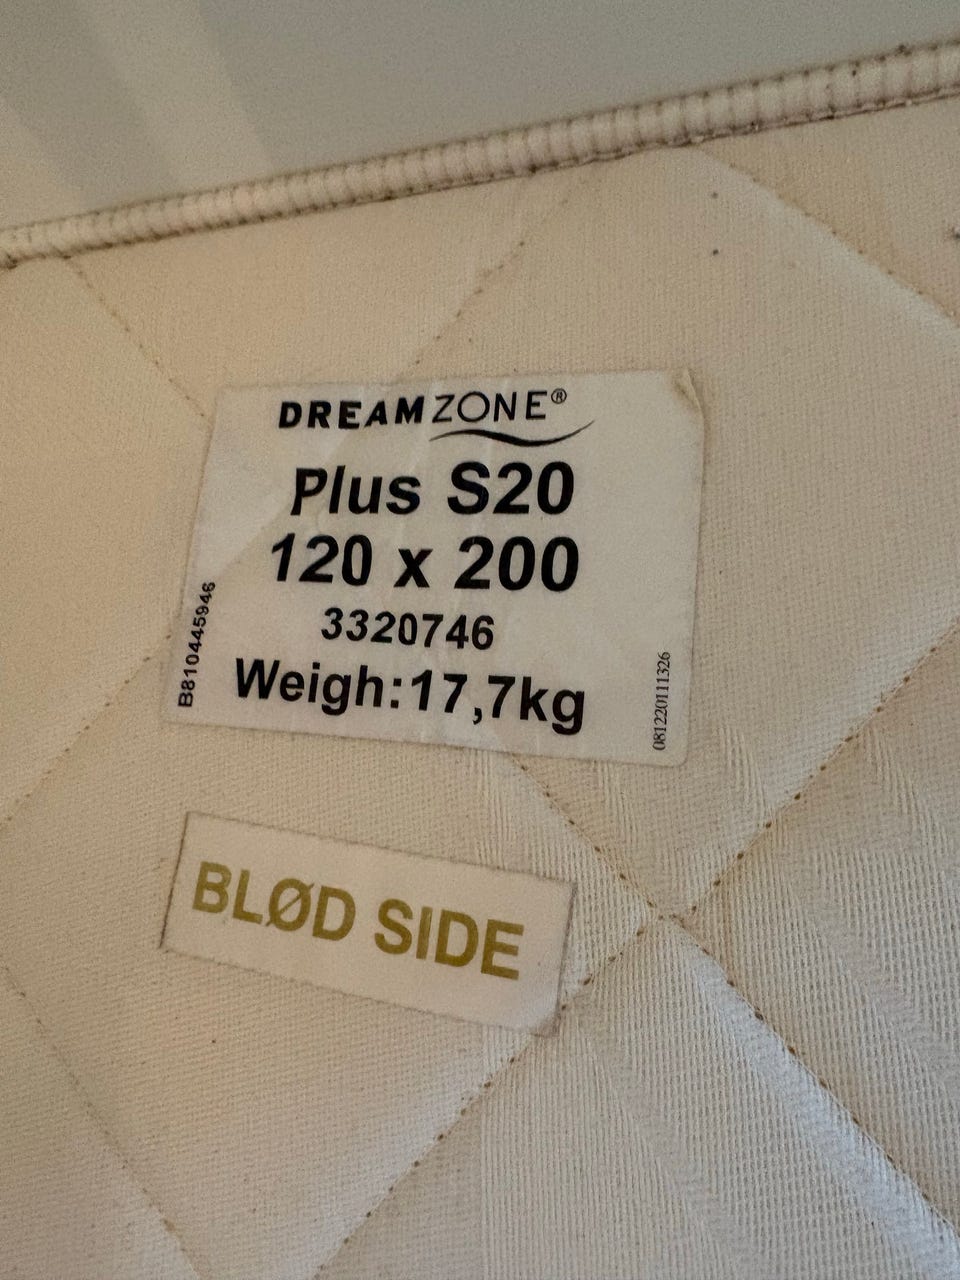 DREAMZONE®
Plus S20
120 x 200
3320746
Weigh:17,7kg
B810445946
081220111326
BLØD SIDE